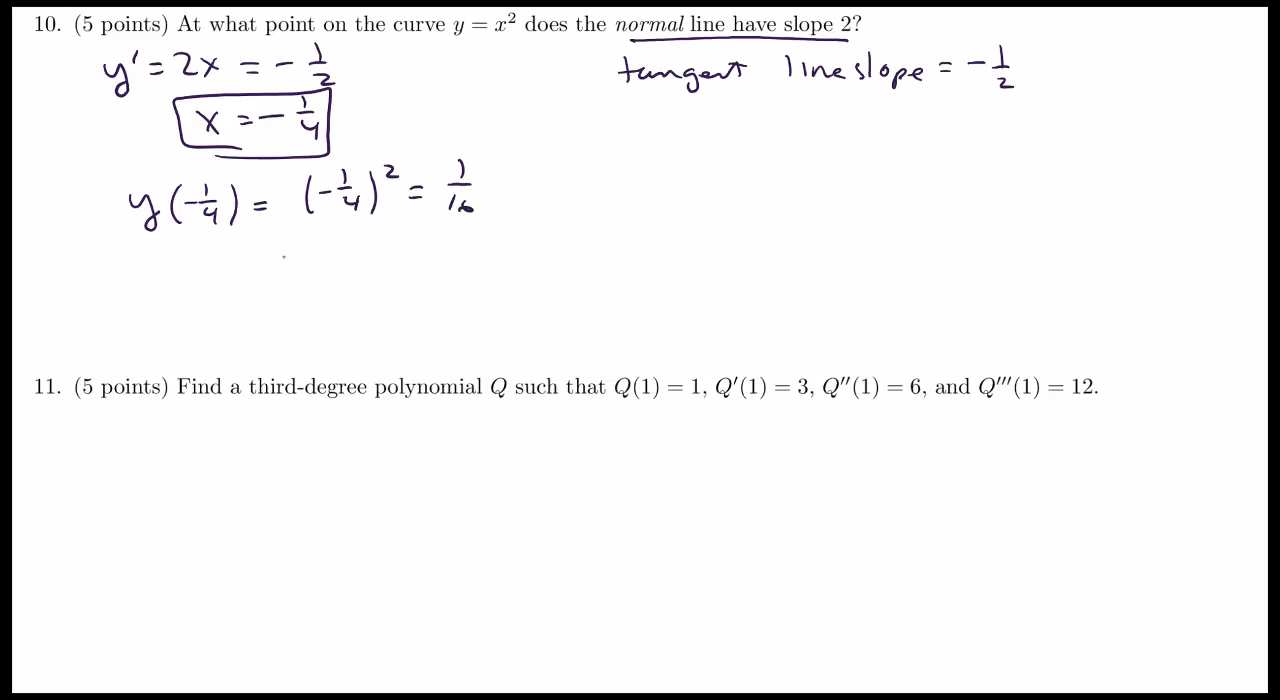 10. (5 points) At what point on the curve y = x² does the normal line have slope 2?
y' = 2x = -1/2
tangent line slope = -1/2
x = -1/4
y(-1/4) = (-1/4)² = 1/16
11. (5 points) Find a third-degree polynomial Q such that Q(1) = 1, Q′(1) = 3, Q″(1) = 6, and Q‴(1) = 12.